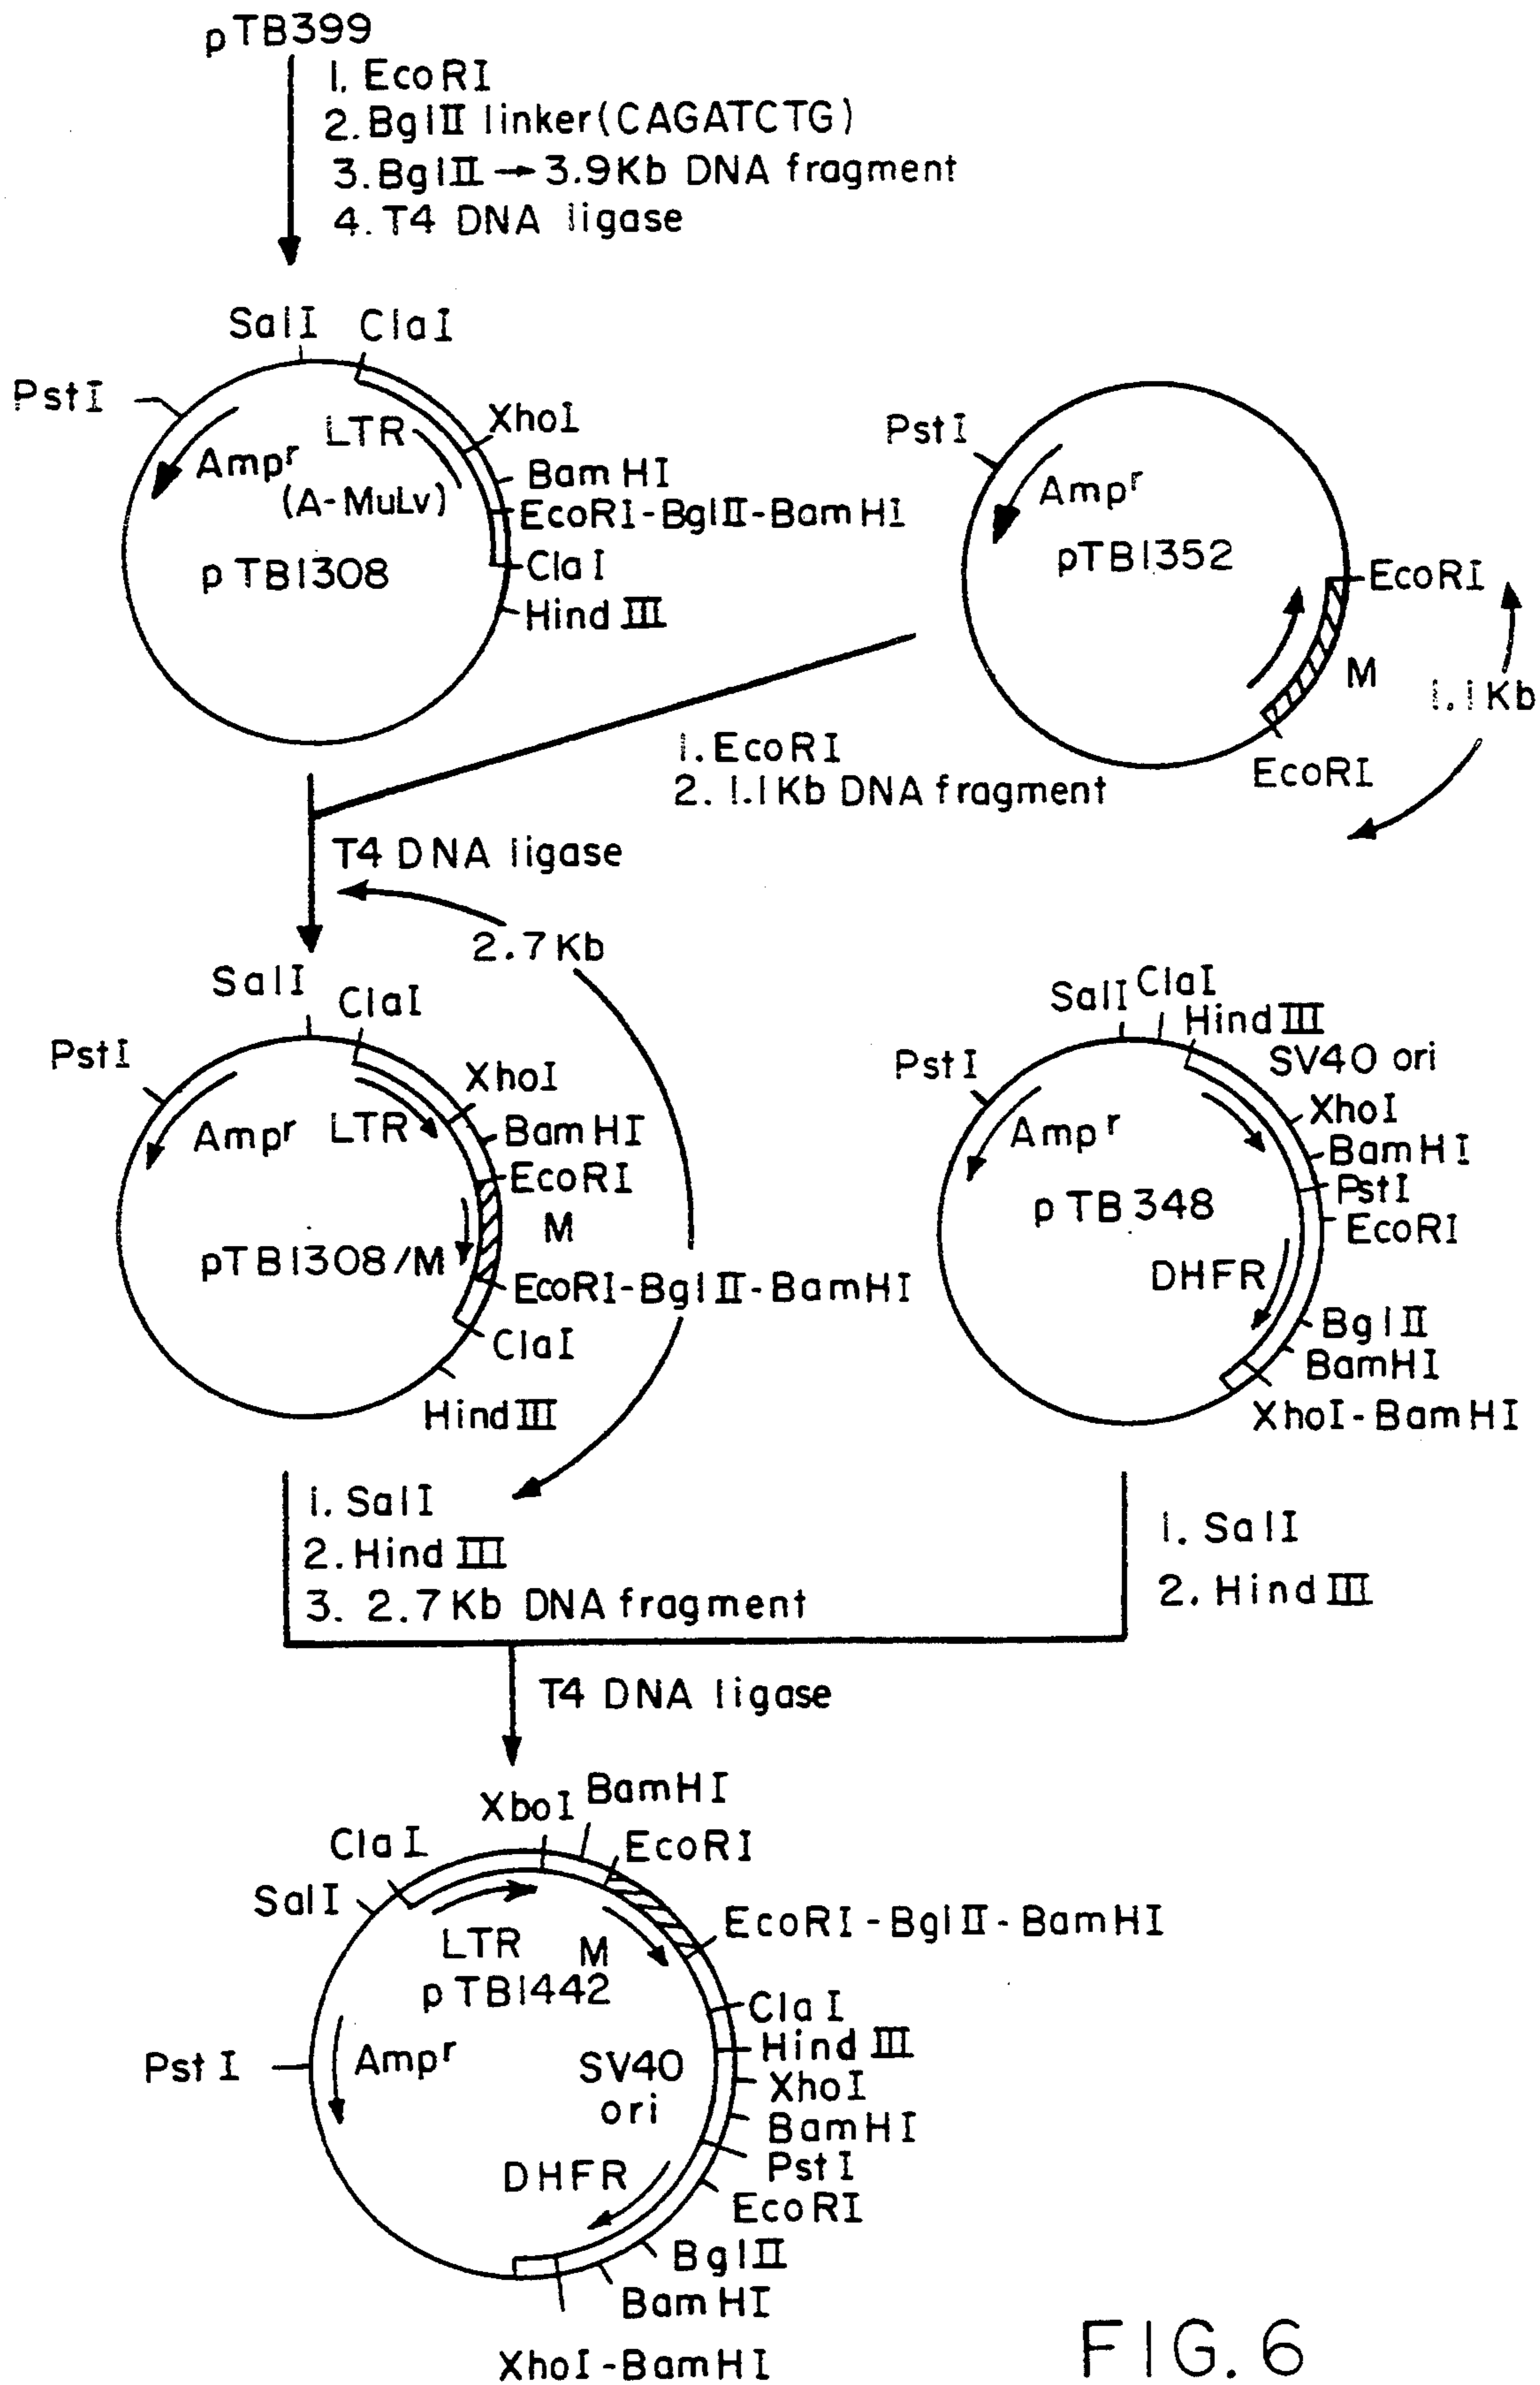 pTB399
1. EcoRI
2. BglII linker (CAGATCTG)
3. BglII → 3.9Kb DNA fragment
4. T4 DNA ligase
SalI
ClaI
PstI
LTR
XhoI
Ampr
(A-MuLv)
BamHI
EcoRI-BglII-BamHI
pTB1308
ClaI
HindIII
PstI
Ampr
pTB1352
EcoRI
M
1.1Kb
EcoRI
1. EcoRI
2. 1.1Kb DNA fragment
T4 DNA ligase
2.7Kb
SalI
ClaI
PstI
XhoI
Ampr
LTR
BamHI
EcoRI
M
pTB1308/M
EcoRI-BglII-BamHI
ClaI
HindIII
SalI
ClaI
HindIII
PstI
SV40 ori
XhoI
Ampr
BamHI
PstI
pTB348
EcoRI
DHFR
BglII
BamHI
XhoI-BamHI
1. SalI
2. HindIII
3. 2.7Kb DNA fragment
1. SalI
2. HindIII
T4 DNA ligase
XboI
BamHI
ClaI
EcoRI
SalI
EcoRI-BglII-BamHI
LTR
M
pTB1442
ClaI
HindIII
PstI
Ampr
SV40
ori
XhoI
BamHI
PstI
DHFR
EcoRI
BglII
BamHI
XhoI-BamHI
FIG. 6